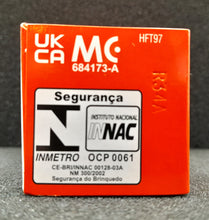 UK
CA
MC
HFT97
684173-A
R34A
Segurança
INSTITUTO NACIONAL
INNAC
INMETRO OCP 0061
CE-BRI/INNAC 00128-03A
NM 300/2002
Segurança do Brinquedo